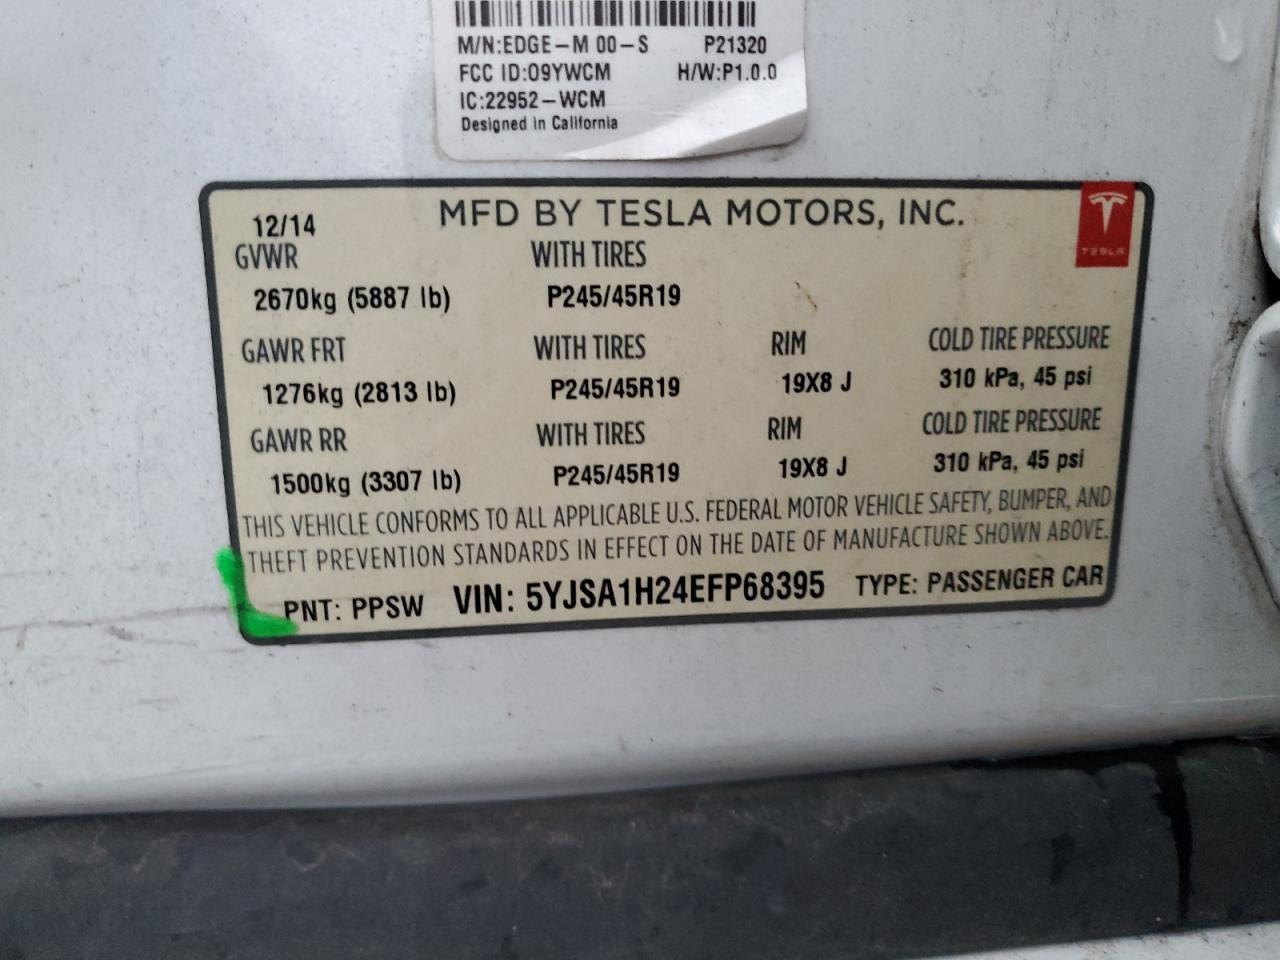 M/N:EDGE-M 00-S P21320
FCC ID:O9YWCM H/W:P1.0.0
IC:22952-WCM
Designed in California
MFD BY TESLA MOTORS, INC.
TESLA
12/14
GVWR WITH TIRES
2670kg (5887 lb) P245/45R19
GAWR FRT WITH TIRES RIM COLD TIRE PRESSURE
1276kg (2813 lb) P245/45R19 19X8 J 310 kPa, 45 psi
GAWR RR WITH TIRES RIM COLD TIRE PRESSURE
1500kg (3307 lb) P245/45R19 19X8 J 310 kPa, 45 psi
THIS VEHICLE CONFORMS TO ALL APPLICABLE U.S. FEDERAL MOTOR VEHICLE SAFETY, BUMPER, AND
THEFT PREVENTION STANDARDS IN EFFECT ON THE DATE OF MANUFACTURE SHOWN ABOVE.
PNT: PPSW VIN: 5YJSA1H24EFP68395 TYPE: PASSENGER CAR